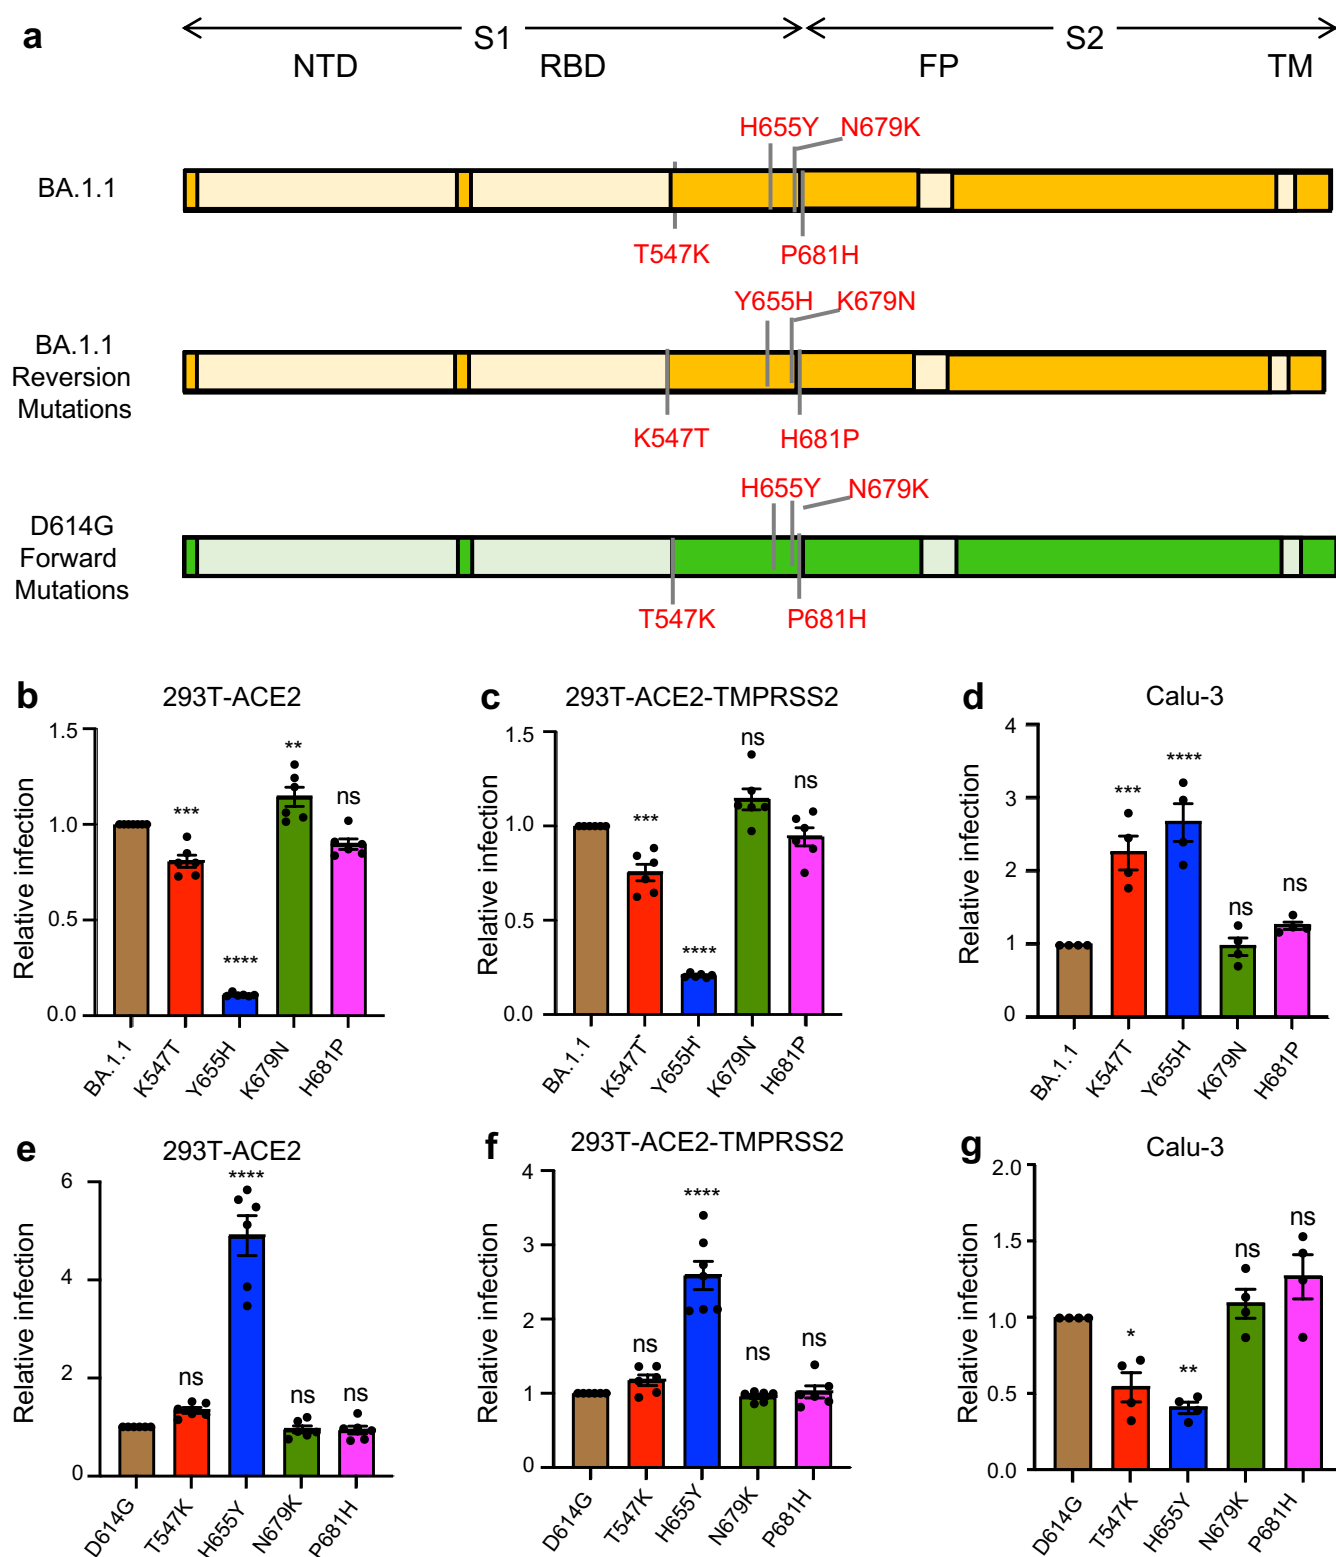 a
S1
S2
NTD
RBD
FP
TM
H655Y
N679K
BA.1.1
T547K
P681H
Y655H
K679N
BA.1.1
Reversion
Mutations
K547T
H681P
H655Y
N679K
D614G
Forward
Mutations
T547K
P681H
b
293T-ACE2
Relative infection
1.5
1.0
0.5
0.0
***
****
**
ns
BA.1.1
K547T
Y655H
K679N
H681P
c
293T-ACE2-TMPRSS2
Relative infection
1.5
1.0
0.5
0.0
***
****
ns
ns
BA.1.1
K547T
Y655H
K679N
H681P
d
Calu-3
Relative infection
4
3
2
1
0
***
****
ns
ns
BA.1.1
K547T
Y655H
K679N
H681P
e
293T-ACE2
Relative infection
6
4
2
0
ns
****
ns
ns
D614G
T547K
H655Y
N679K
P681H
f
293T-ACE2-TMPRSS2
Relative infection
4
3
2
1
0
ns
****
ns
ns
D614G
T547K
H655Y
N679K
P681H
g
Calu-3
Relative infection
2.0
1.5
1.0
0.5
0.0
*
**
ns
ns
D614G
T547K
H655Y
N679K
P681H